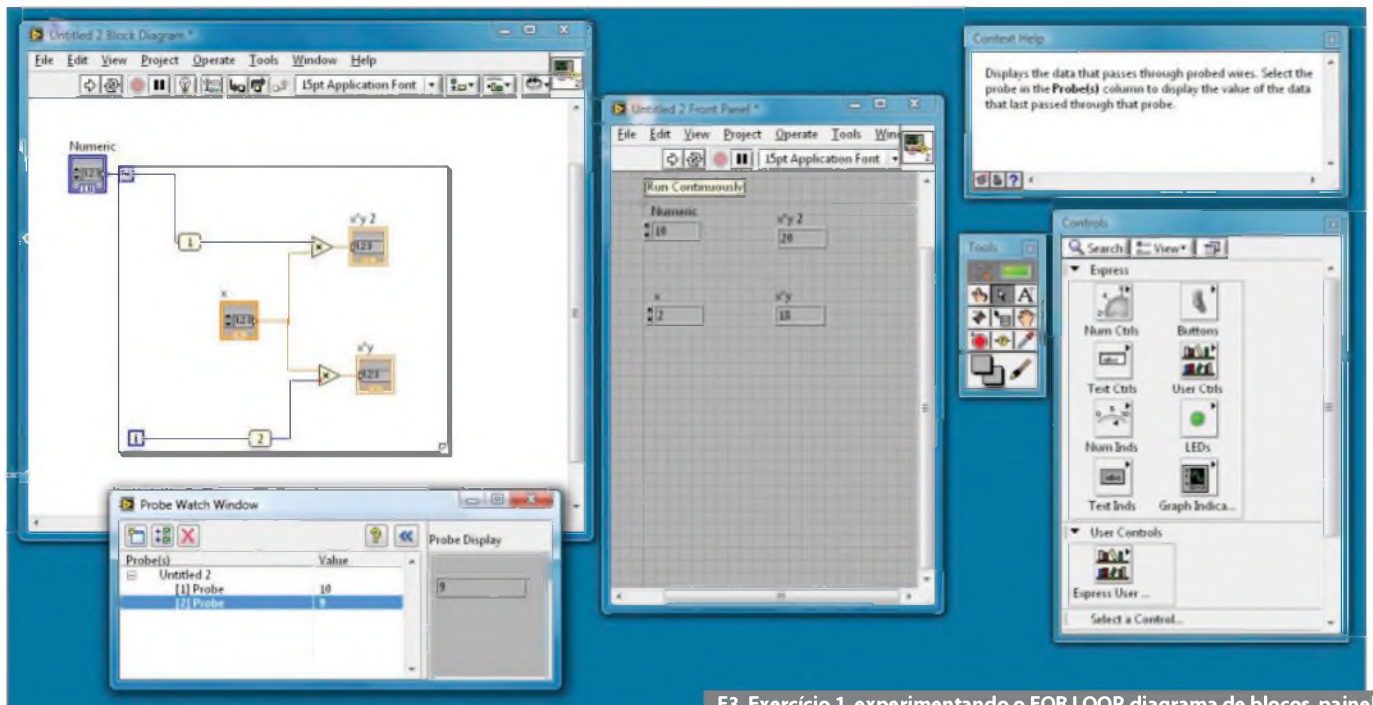 Untitled 2 Block Diagram *
File Edit View Project Operate Tools Window Help
15pt Application Font
Numeric
123
1
x*y 2
123
x
123
x*y
123
i
2
Probe Watch Window
Probe(s) Value
Untitled 2
[1] Probe 10
[2] Probe 9
Probe Display
9
Untitled 2 Front Panel *
File Edit View Project Operate Tools
15pt Application Font
2
Run Continuously
Numeric
10
x*y 2
20
x
2
x*y
18
Context Help
Displays the data that passes through probed wires. Select the
probe in the Probe(s) column to display the value of the data
that last passed through that probe.
Tools
A
Controls
Search View
Express
Num Ctrls Buttons
Text Ctrls User Ctrls
Num Inds LEDs
Text Inds Graph Indica...
User Controls
Express User ...
Select a Control...